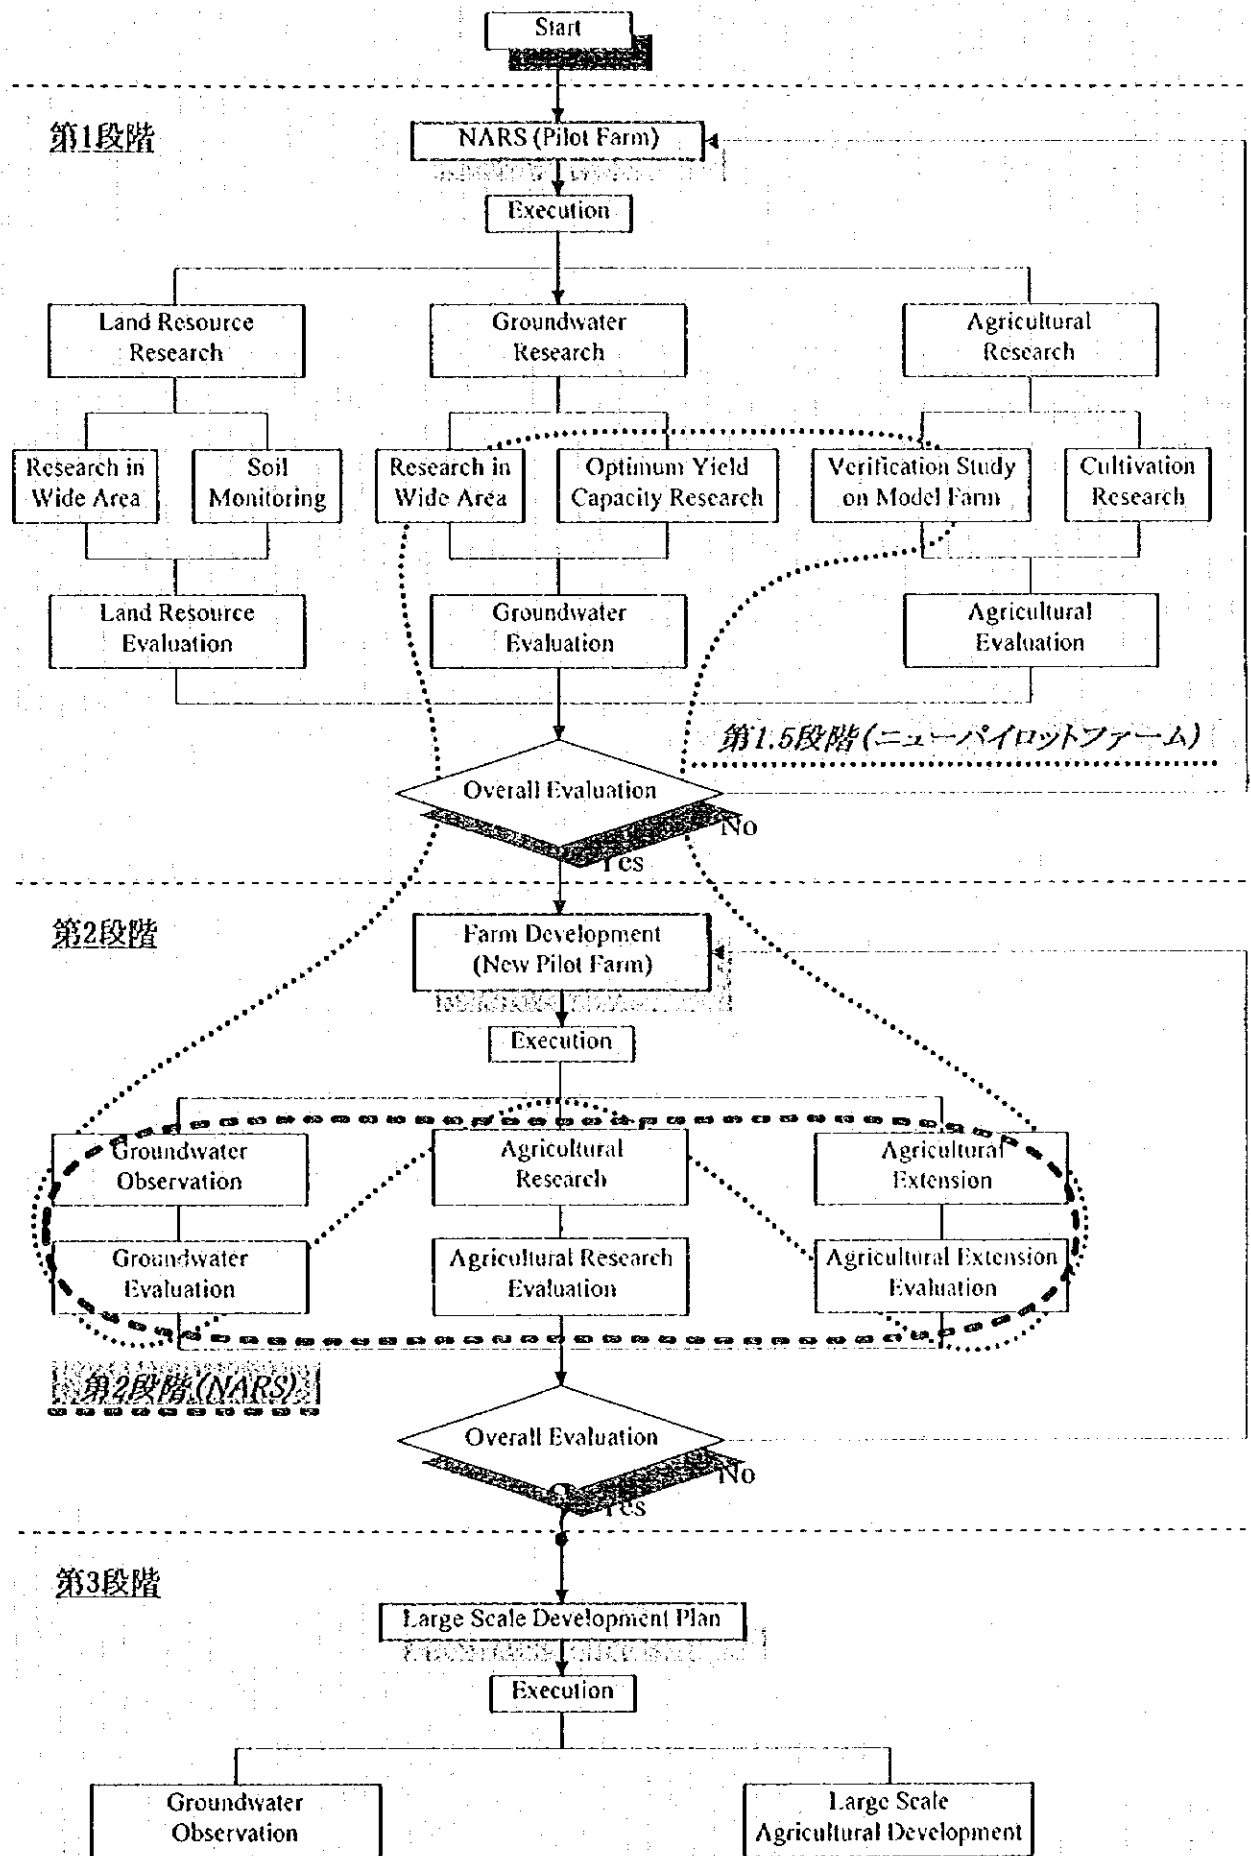 Start
第1段階
NARS (Pilot Farm)
Execution
Land Resource
Research
Groundwater
Research
Agricultural
Research
Research in
Wide Area
Soil
Monitoring
Research in
Wide Area
Optimum Yield
Capacity Research
Verification Study
on Model Farm
Cultivation
Research
Land Resource
Evaluation
Groundwater
Evaluation
Agricultural
Evaluation
第1.5段階(ニューパイロットファーム)
Overall Evaluation
No
Yes
第2段階
Farm Development
(New Pilot Farm)
Execution
Groundwater
Observation
Agricultural
Research
Agricultural
Extension
Groundwater
Evaluation
Agricultural Research
Evaluation
Agricultural Extension
Evaluation
第2段階(NARS)
Overall Evaluation
No
Yes
第3段階
Large Scale Development Plan
Execution
Groundwater
Observation
Large Scale
Agricultural Development